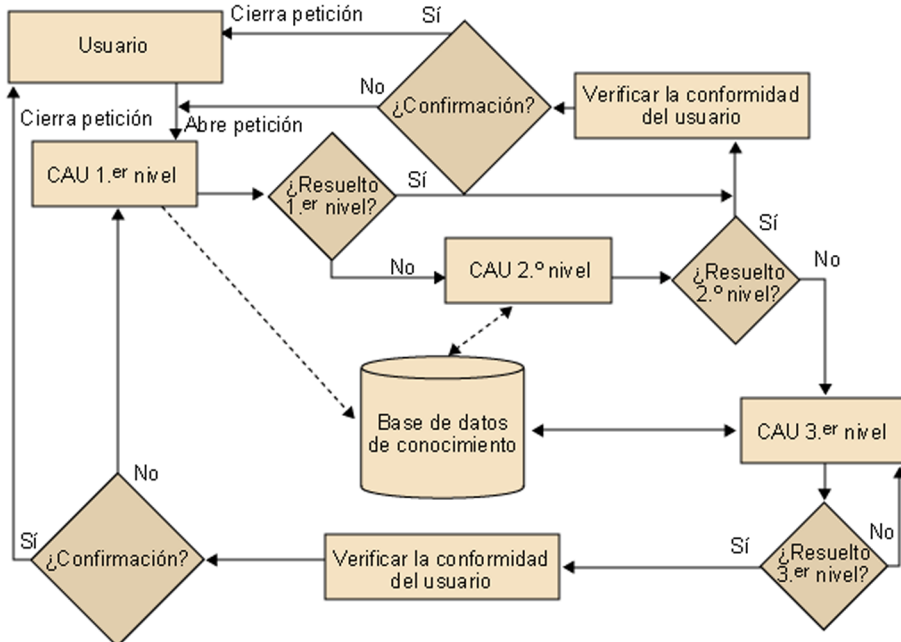 Cierra petición
Sí
Usuario
No
¿Confirmación?
Verificar la conformidad
del usuario
Cierra petición
Abre petición
CAU 1.er nivel
¿Resuelto
1.er nivel?
Sí
Sí
No
CAU 2.º nivel
¿Resuelto
2.º nivel?
No
Base de datos
de conocimiento
CAU 3.er nivel
No
Sí
¿Confirmación?
Verificar la conformidad
del usuario
Sí
¿Resuelto
3.er nivel?
No